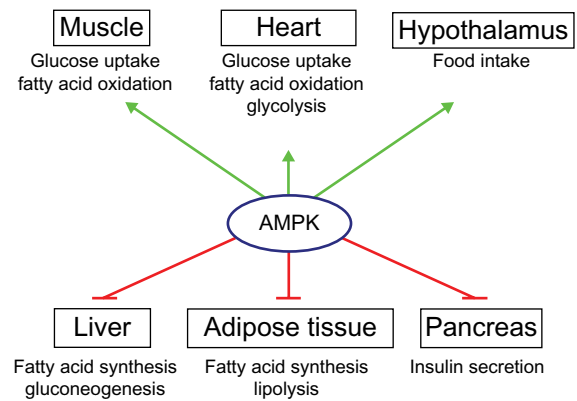 Muscle
Glucose uptake
fatty acid oxidation
Heart
Glucose uptake
fatty acid oxidation
glycolysis
Hypothalamus
Food intake
AMPK
Liver
Fatty acid synthesis
gluconeogenesis
Adipose tissue
Fatty acid synthesis
lipolysis
Pancreas
Insulin secretion